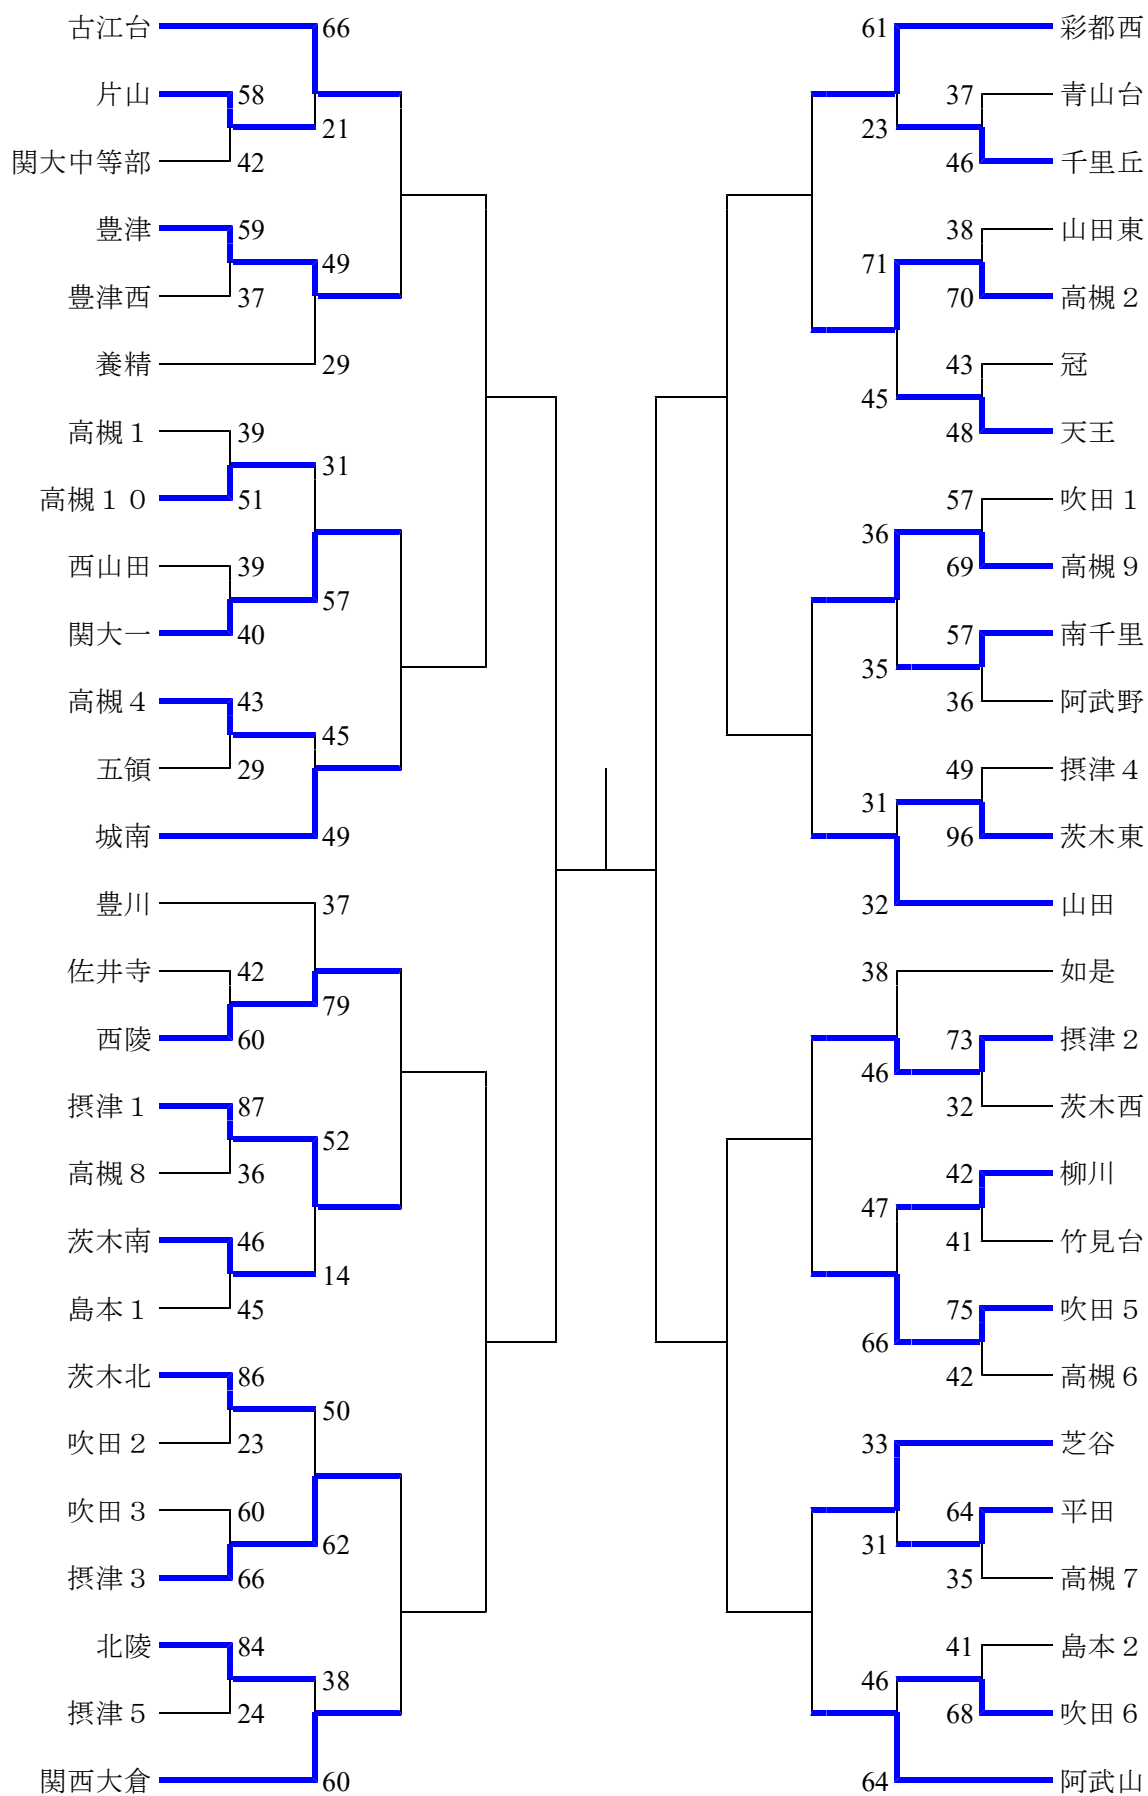 古江台 66 61 彩都西
片山 58 37 青山台
21 23
関大中等部 42 46 千里丘
豊津 59 38 山田東
49 71
豊津西 37 70 高槻２
養精 29 43 冠
45
高槻１ 39 48 天王
31
高槻１０ 51 57 吹田１
36
西山田 39 69 高槻９
57
関大一 40 57 南千里
35
高槻４ 43 36 阿武野
45
五領 29 49 摂津４
31
城南 49 96 茨木東
豊川 37 32 山田
佐井寺 42 38 如是
79
西陵 60 73 摂津２
46
摂津１ 87 32 茨木西
52
高槻８ 36 42 柳川
47
茨木南 46 41 竹見台
14
島本１ 45 75 吹田５
66
茨木北 86 42 高槻６
50
吹田２ 23 33 芝谷
吹田３ 60 64 平田
62 31
摂津３ 66 35 高槻７
北陵 84 41 島本２
38 46
摂津５ 24 68 吹田６
関西大倉 60 64 阿武山